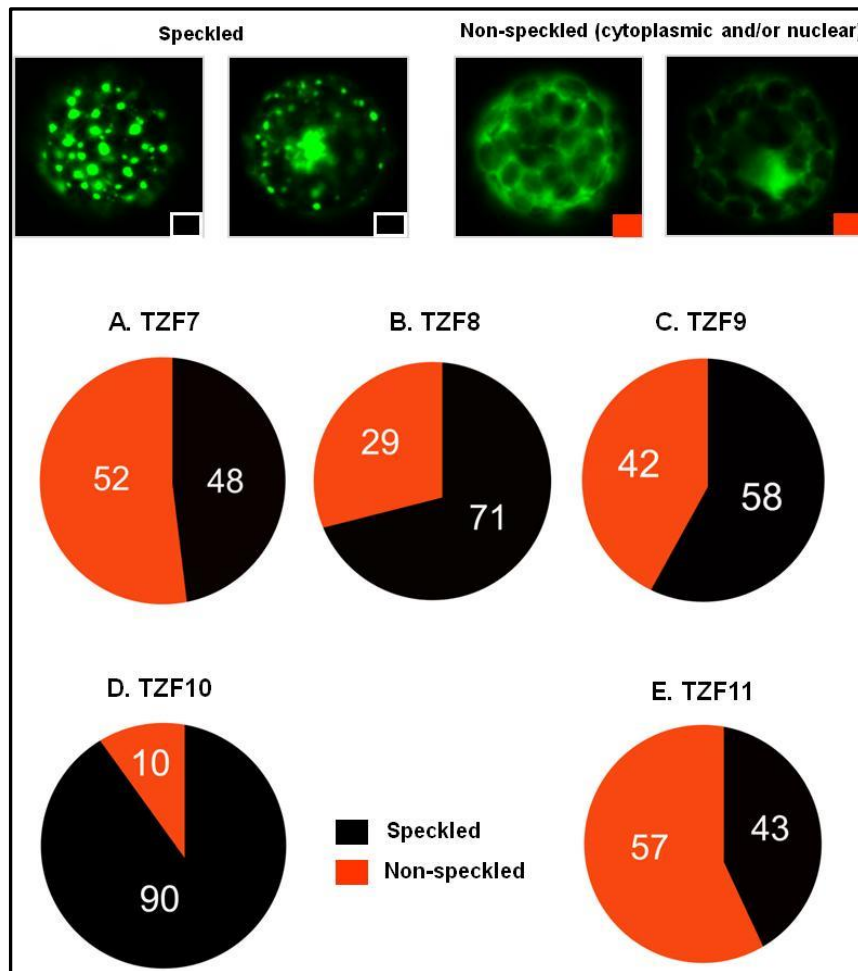 Speckled
Non-speckled (cytoplasmic and/or nuclear)
A. TZF7
B. TZF8
C. TZF9
52
48
29
71
42
58
D. TZF10
E. TZF11
10
90
Speckled
Non-speckled
57
43